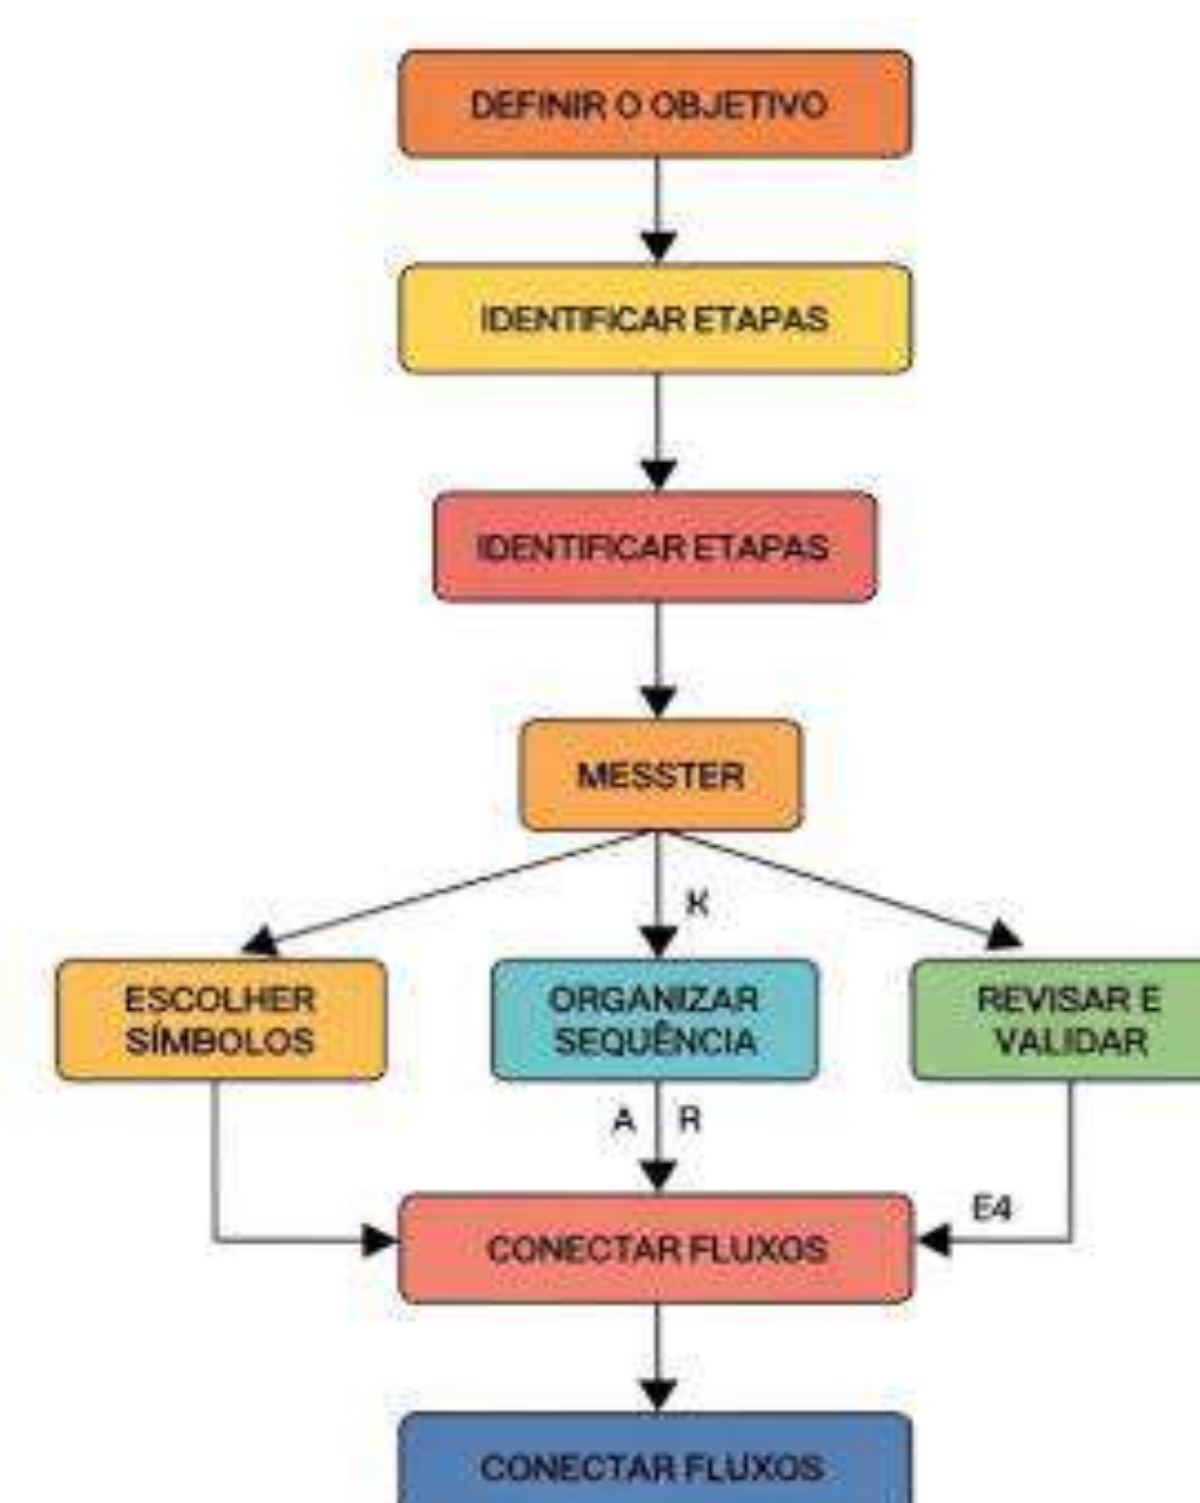 DEFINIR O OBJETIVO
IDENTIFICAR ETAPAS
IDENTIFICAR ETAPAS
MESSTER
K
ESCOLHER
SÍMBOLOS
ORGANIZAR
SEQUÊNCIA
REVISAR E
VALIDAR
A R
E4
CONECTAR FLUXOS
CONECTAR FLUXOS